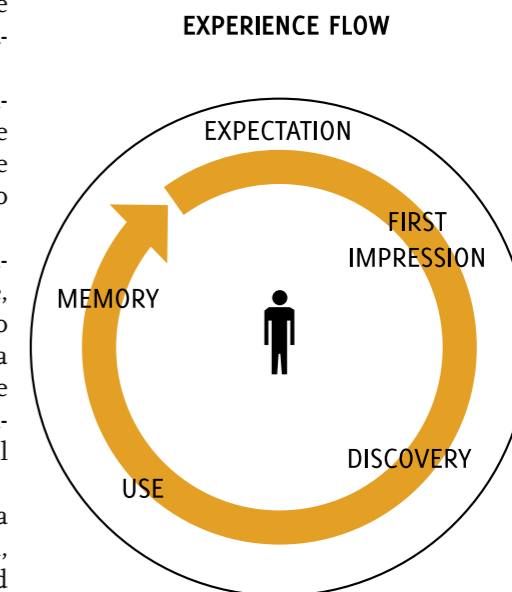 EXPERIENCE FLOW
EXPECTATION
FIRST
IMPRESSION
MEMORY
DISCOVERY
USE